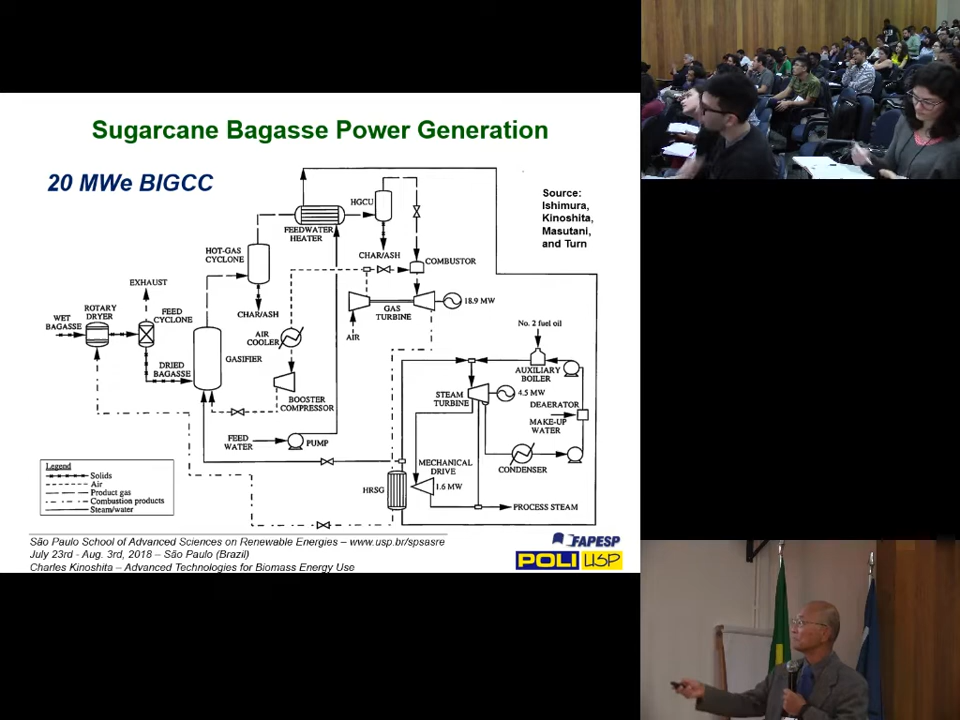 Sugarcane Bagasse Power Generation
20 MWe BIGCC
Source:
Ishimura,
Kinoshita,
Masutani,
and Turn
HGCU
FEEDWATER
HEATER
HOT-GAS
CYCLONE
CHAR/ASH
COMBUSTOR
EXHAUST
CHAR/ASH
18.9 MW
GAS
TURBINE
ROTARY
DRYER
FEED
CYCLONE
WET
BAGASSE
AIR
COOLER
AIR
No. 2 fuel oil
GASIFIER
DRIED
BAGASSE
AUXILIARY
BOILER
BOOSTER
COMPRESSOR
STEAM
TURBINE
4.5 MW
DEAERATOR
MAKE-UP
WATER
FEED
WATER
PUMP
CONDENSER
MECHANICAL
DRIVE
1.6 MW
HRSG
PROCESS STEAM
Legend
Solids
Air
Product gas
Combustion products
Steam/water
São Paulo School of Advanced Sciences on Renewable Energies – www.usp.br/spsasre
July 23rd - Aug. 3rd, 2018 – São Paulo (Brazil)
Charles Kinoshita – Advanced Technologies for Biomass Energy Use
FAPESP
POLI USP